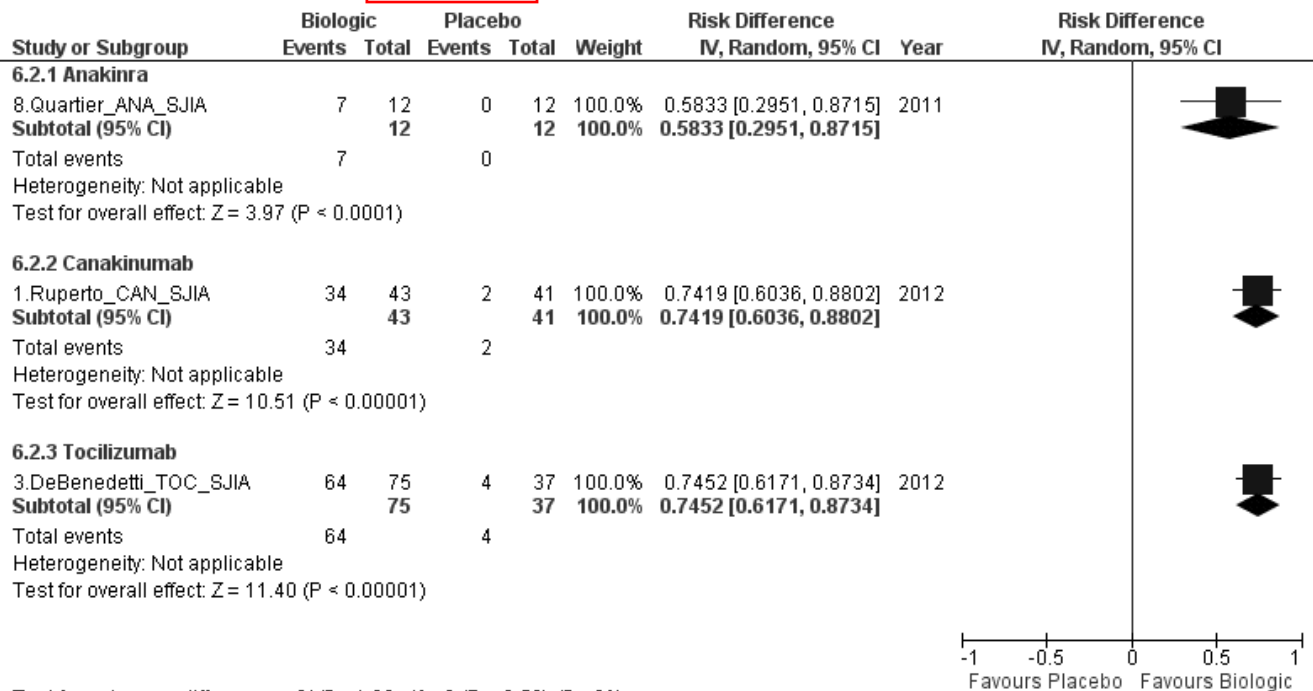 Biologic Placebo Risk Difference Risk Difference
Study or Subgroup Events Total Events Total Weight IV, Random, 95% CI Year IV, Random, 95% CI
6.2.1 Anakinra
8.Quartier_ANA_SJIA 7 12 0 12 100.0% 0.5833 [0.2951, 0.8715] 2011
Subtotal (95% CI) 12 12 100.0% 0.5833 [0.2951, 0.8715]
Total events 7 0
Heterogeneity: Not applicable
Test for overall effect: Z = 3.97 (P < 0.0001)
6.2.2 Canakinumab
1.Ruperto_CAN_SJIA 34 43 2 41 100.0% 0.7419 [0.6036, 0.8802] 2012
Subtotal (95% CI) 43 41 100.0% 0.7419 [0.6036, 0.8802]
Total events 34 2
Heterogeneity: Not applicable
Test for overall effect: Z = 10.51 (P < 0.00001)
6.2.3 Tocilizumab
3.DeBenedetti_TOC_SJIA 64 75 4 37 100.0% 0.7452 [0.6171, 0.8734] 2012
Subtotal (95% CI) 75 37 100.0% 0.7452 [0.6171, 0.8734]
Total events 64 4
Heterogeneity: Not applicable
Test for overall effect: Z = 11.40 (P < 0.00001)
-1 -0.5 0 0.5 1
Favours Placebo Favours Biologic